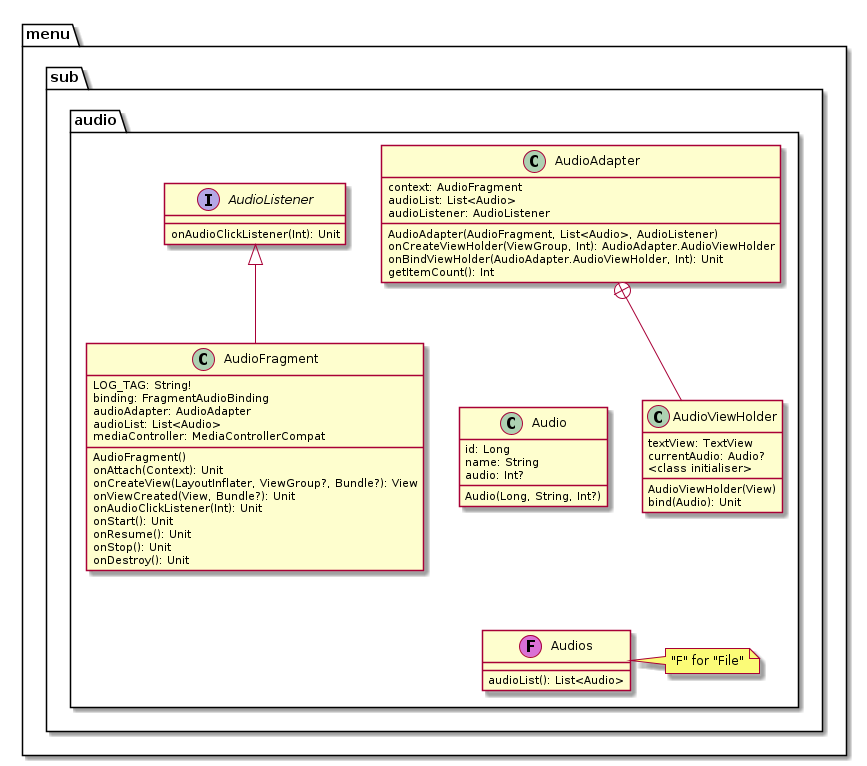 menu
sub
audio
I AudioListener
onAudioClickListener(Int): Unit
C AudioAdapter
context: AudioFragment
audioList: List<Audio>
audioListener: AudioListener
AudioAdapter(AudioFragment, List<Audio>, AudioListener)
onCreateViewHolder(ViewGroup, Int): AudioAdapter.AudioViewHolder
onBindViewHolder(AudioAdapter.AudioViewHolder, Int): Unit
getItemCount(): Int
C AudioFragment
LOG_TAG: String!
binding: FragmentAudioBinding
audioAdapter: AudioAdapter
audioList: List<Audio>
mediaController: MediaControllerCompat
AudioFragment()
onAttach(Context): Unit
onCreateView(LayoutInflater, ViewGroup?, Bundle?): View
onViewCreated(View, Bundle?): Unit
onAudioClickListener(Int): Unit
onStart(): Unit
onResume(): Unit
onStop(): Unit
onDestroy(): Unit
C Audio
id: Long
name: String
audio: Int?
Audio(Long, String, Int?)
C AudioViewHolder
textView: TextView
currentAudio: Audio?
<class initialiser>
AudioViewHolder(View)
bind(Audio): Unit
F Audios
audioList(): List<Audio>
"F" for "File"